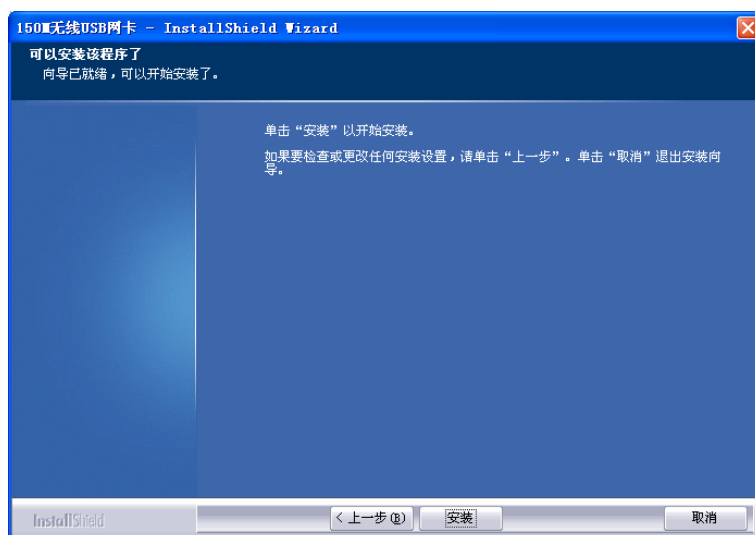 150M无线USB网卡 - InstallShield Wizard
可以安装该程序了
向导已就绪，可以开始安装了。
单击“安装”以开始安装。
如果要检查或更改任何安装设置，请单击“上一步”。单击“取消”退出安装向
导。
InstallShield
< 上一步(B)
安装
取消